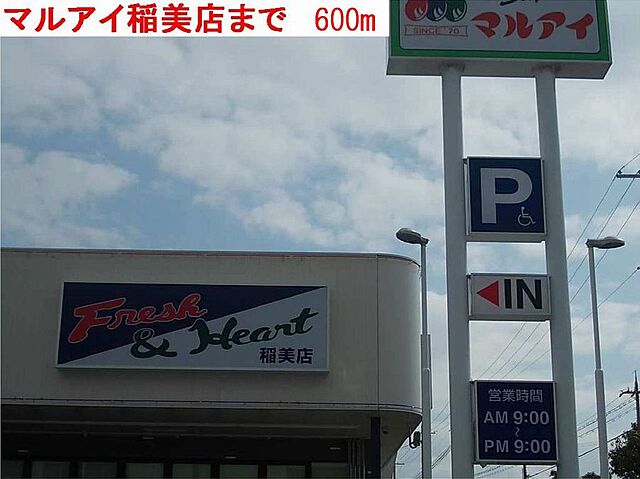 マルアイ稲美店まで 600m
SINCE '70
マルアイ
P
IN
Fresh
& Heart
稲美店
営業時間
AM 9:00
~
PM 9:00